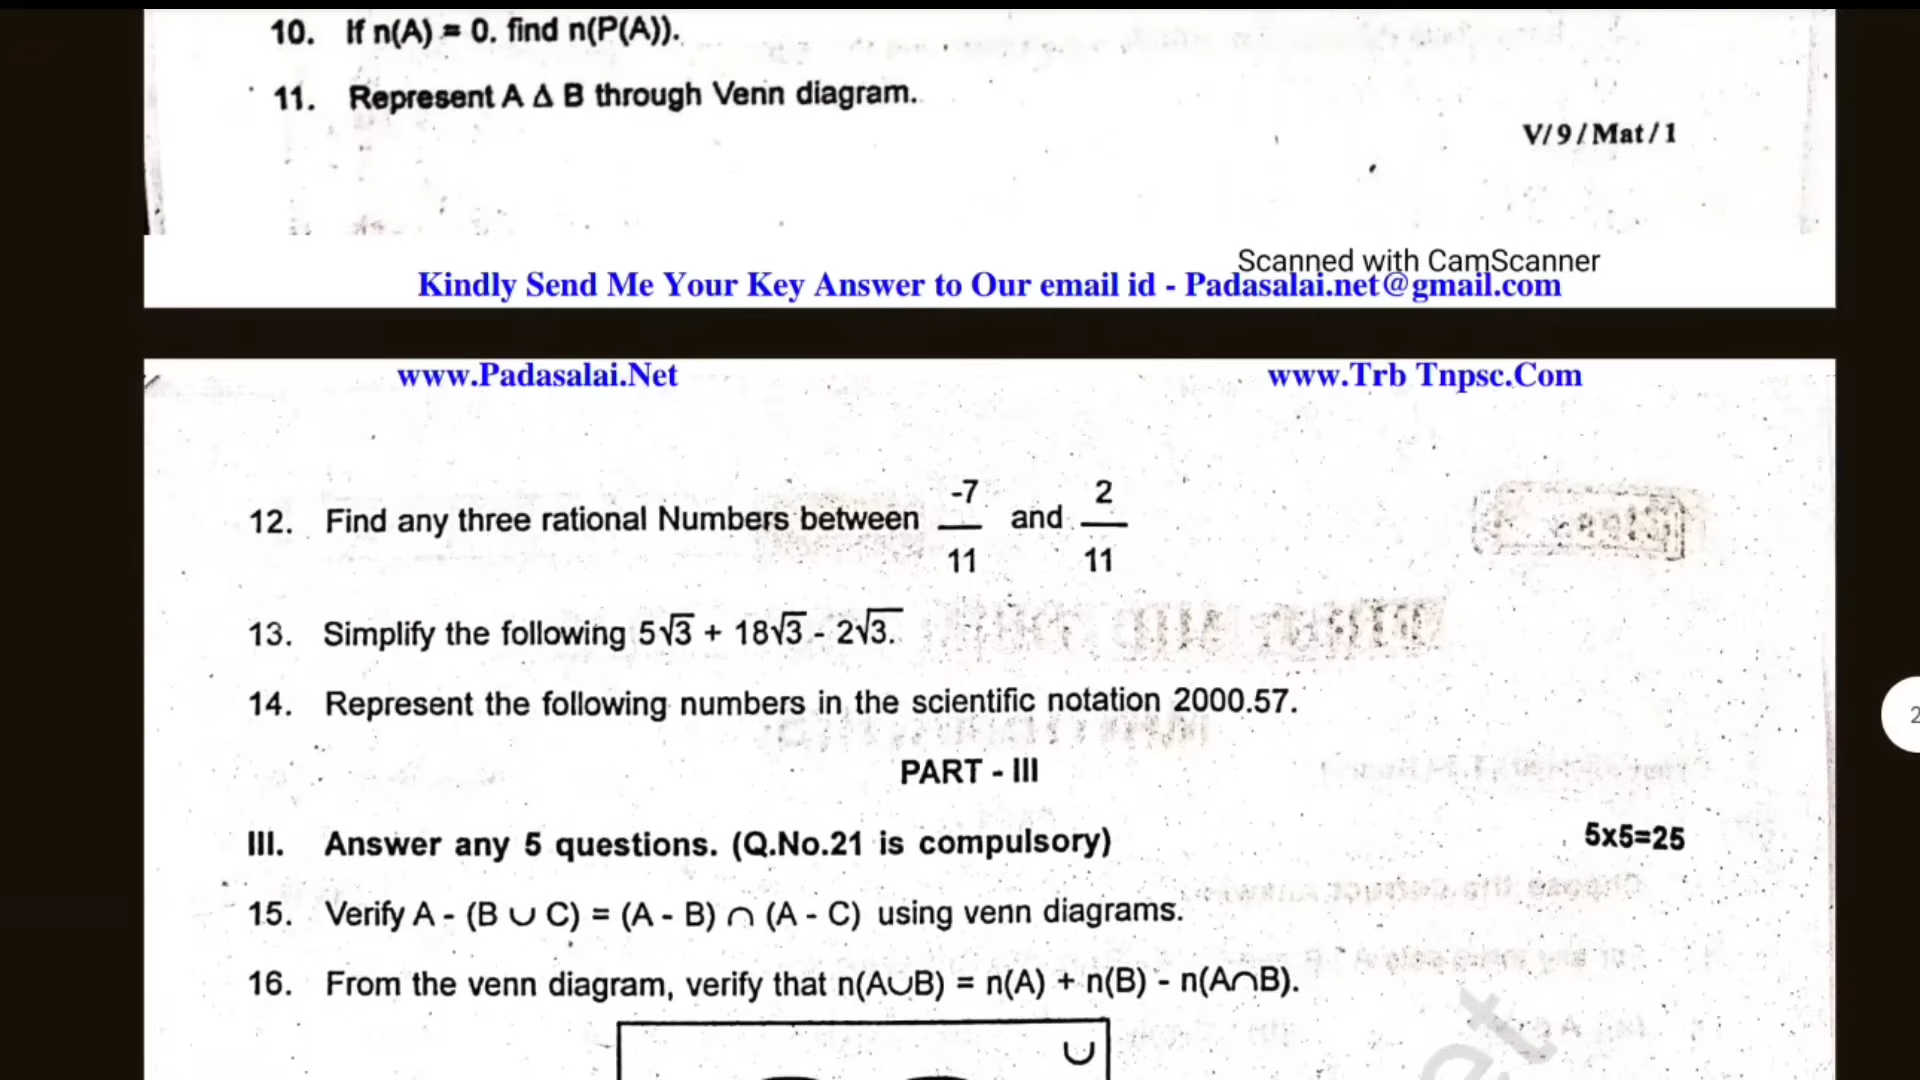 10. If n(A) = 0. find n(P(A)).
11. Represent A Δ B through Venn diagram.
V/9/Mat/1
Scanned with CamScanner
Kindly Send Me Your Key Answer to Our email id - Padasalai.net@gmail.com
www.Padasalai.Net www.Trb Tnpsc.Com
12. Find any three rational Numbers between -7/11 and 2/11
13. Simplify the following 5√3 + 18√3 - 2√3.
14. Represent the following numbers in the scientific notation 2000.57.
PART - III
III. Answer any 5 questions. (Q.No.21 is compulsory) 5x5=25
15. Verify A - (B ∪ C) = (A - B) ∩ (A - C) using venn diagrams.
16. From the venn diagram, verify that n(A∪B) = n(A) + n(B) - n(A∩B).
U
2